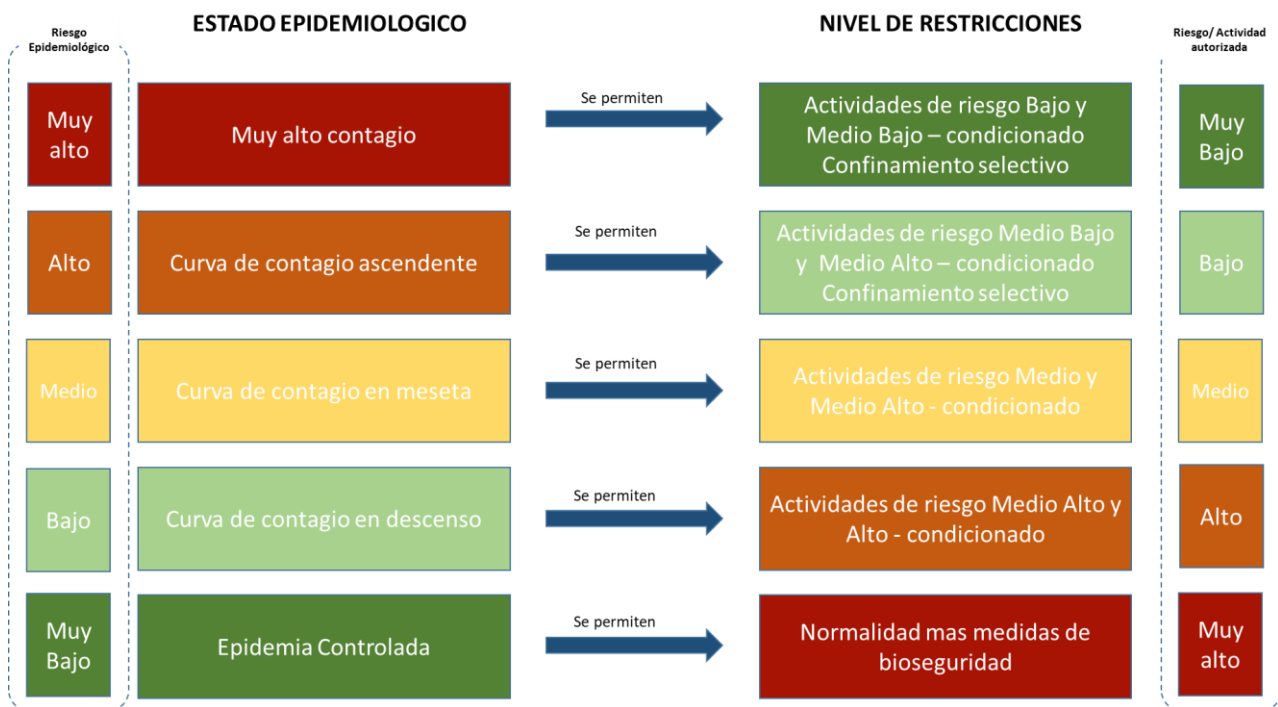 ESTADO EPIDEMIOLOGICO
NIVEL DE RESTRICCIONES
Riesgo
Epidemiológico
Riesgo/ Actividad
autorizada
Muy
alto
Muy alto contagio
Se permiten
Actividades de riesgo Bajo y
Medio Bajo – condicionado
Confinamiento selectivo
Muy
Bajo
Alto
Curva de contagio ascendente
Se permiten
Actividades de riesgo Medio Bajo
y Medio Alto – condicionado
Confinamiento selectivo
Bajo
Medio
Curva de contagio en meseta
Se permiten
Actividades de riesgo Medio y
Medio Alto - condicionado
Medio
Bajo
Curva de contagio en descenso
Se permiten
Actividades de riesgo Medio Alto y
Alto - condicionado
Alto
Muy
Bajo
Epidemia Controlada
Se permiten
Normalidad mas medidas de
bioseguridad
Muy
alto